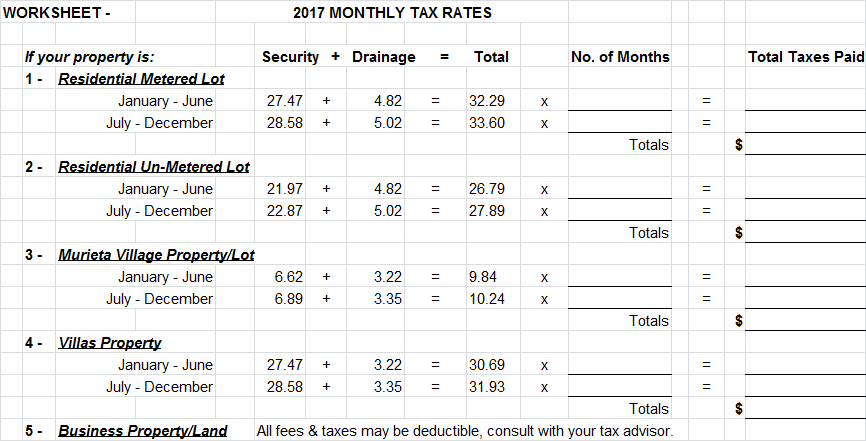 WORKSHEET - 2017 MONTHLY TAX RATES
If your property is: Security + Drainage = Total No. of Months Total Taxes Paid
1 - Residential Metered Lot
January - June 27.47 + 4.82 = 32.29 x =
July - December 28.58 + 5.02 = 33.60 x =
Totals $
2 - Residential Un-Metered Lot
January - June 21.97 + 4.82 = 26.79 x =
July - December 22.87 + 5.02 = 27.89 x =
Totals $
3 - Murieta Village Property/Lot
January - June 6.62 + 3.22 = 9.84 x =
July - December 6.89 + 3.35 = 10.24 x =
Totals $
4 - Villas Property
January - June 27.47 + 3.22 = 30.69 x =
July - December 28.58 + 3.35 = 31.93 x =
Totals $
5 - Business Property/Land All fees & taxes may be deductible, consult with your tax advisor.